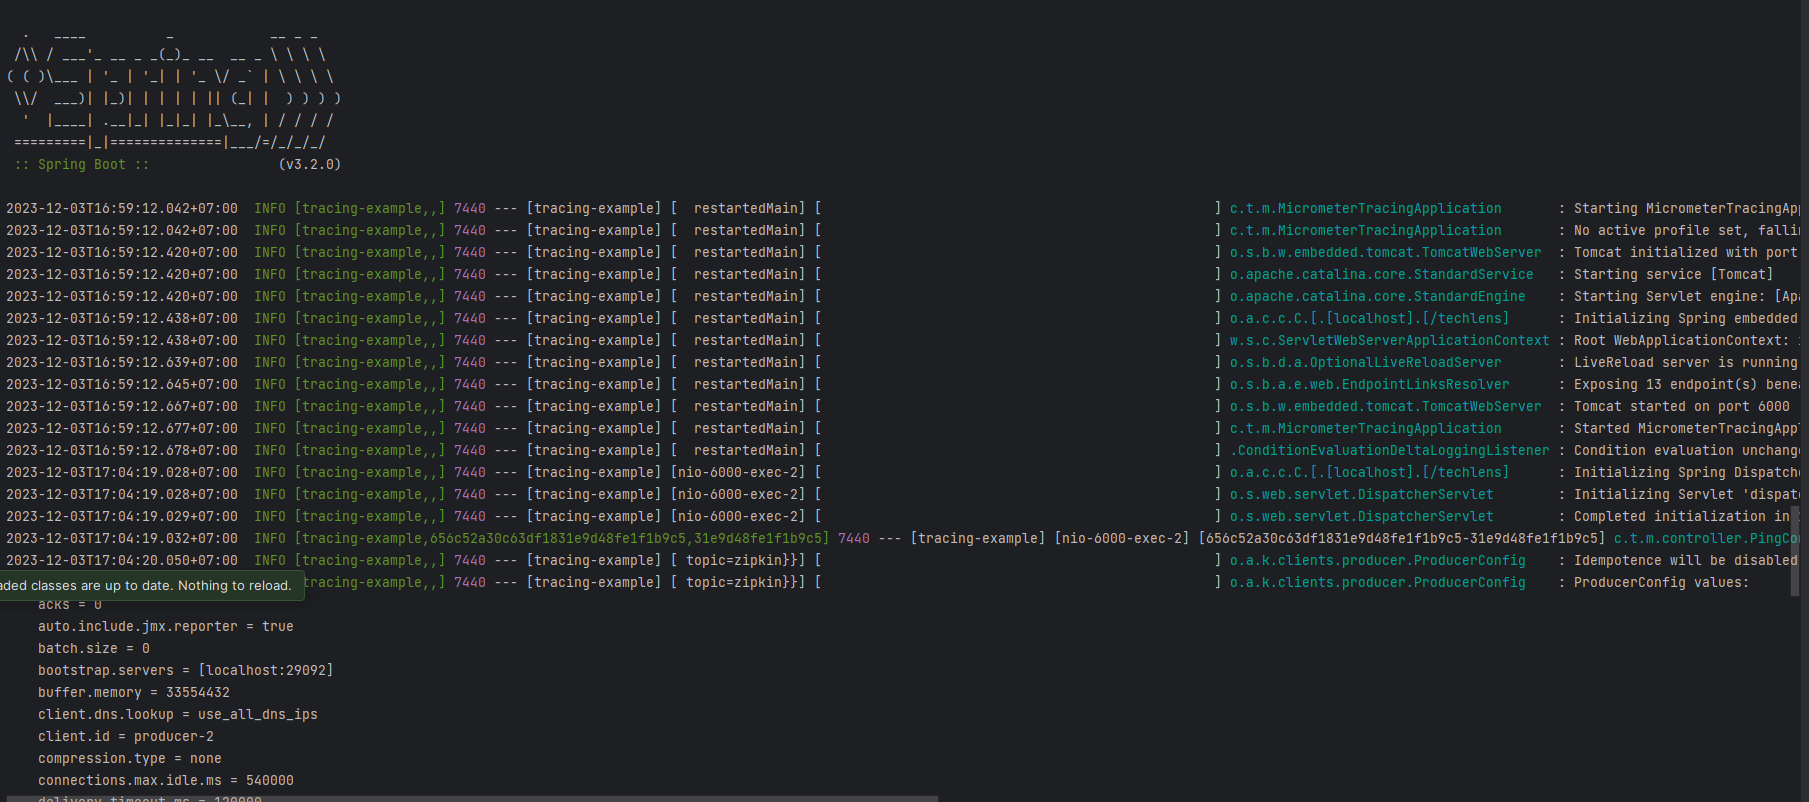 .   ____          _            __ _ _
 /\\ / ___'_ __ _ _(_)_ __  __ _ \ \ \ \
( ( )\___ | '_ | '_| | '_ \/ _` | \ \ \ \
 \\/  ___)| |_)| | | | | || (_| |  ) ) ) )
  '  |____| .__|_| |_|_| |_\__, | / / / /
 =========|_|==============|___/=/_/_/_/
 :: Spring Boot ::                (v3.2.0)
2023-12-03T16:59:12.042+07:00  INFO [tracing-example,,] 7440 --- [tracing-example] [  restartedMain] [                                                 ] c.t.m.MicrometerTracingApplication       : Starting MicrometerTracingAp
2023-12-03T16:59:12.042+07:00  INFO [tracing-example,,] 7440 --- [tracing-example] [  restartedMain] [                                                 ] c.t.m.MicrometerTracingApplication       : No active profile set, falli
2023-12-03T16:59:12.420+07:00  INFO [tracing-example,,] 7440 --- [tracing-example] [  restartedMain] [                                                 ] o.s.b.w.embedded.tomcat.TomcatWebServer  : Tomcat initialized with port
2023-12-03T16:59:12.420+07:00  INFO [tracing-example,,] 7440 --- [tracing-example] [  restartedMain] [                                                 ] o.apache.catalina.core.StandardService   : Starting service [Tomcat]
2023-12-03T16:59:12.420+07:00  INFO [tracing-example,,] 7440 --- [tracing-example] [  restartedMain] [                                                 ] o.apache.catalina.core.StandardEngine    : Starting Servlet engine: [Apa
2023-12-03T16:59:12.438+07:00  INFO [tracing-example,,] 7440 --- [tracing-example] [  restartedMain] [                                                 ] o.a.c.c.C.[.[localhost].[/techlens]      : Initializing Spring embedded
2023-12-03T16:59:12.438+07:00  INFO [tracing-example,,] 7440 --- [tracing-example] [  restartedMain] [                                                 ] w.s.c.ServletWebServerApplicationContext : Root WebApplicationContext:
2023-12-03T16:59:12.639+07:00  INFO [tracing-example,,] 7440 --- [tracing-example] [  restartedMain] [                                                 ] o.s.b.d.a.OptionalLiveReloadServer       : LiveReload server is running
2023-12-03T16:59:12.645+07:00  INFO [tracing-example,,] 7440 --- [tracing-example] [  restartedMain] [                                                 ] o.s.b.a.e.web.EndpointLinksResolver      : Exposing 13 endpoint(s) benea
2023-12-03T16:59:12.667+07:00  INFO [tracing-example,,] 7440 --- [tracing-example] [  restartedMain] [                                                 ] o.s.b.w.embedded.tomcat.TomcatWebServer  : Tomcat started on port 6000
2023-12-03T16:59:12.677+07:00  INFO [tracing-example,,] 7440 --- [tracing-example] [  restartedMain] [                                                 ] c.t.m.MicrometerTracingApplication       : Started MicrometerTracingAppl
2023-12-03T16:59:12.678+07:00  INFO [tracing-example,,] 7440 --- [tracing-example] [  restartedMain] [                                                 ] .ConditionEvaluationDeltaLoggingListener : Condition evaluation unchange
2023-12-03T17:04:19.028+07:00  INFO [tracing-example,,] 7440 --- [tracing-example] [nio-6000-exec-2] [                                                 ] o.a.c.c.C.[.[localhost].[/techlens]      : Initializing Spring Dispatch
2023-12-03T17:04:19.028+07:00  INFO [tracing-example,,] 7440 --- [tracing-example] [nio-6000-exec-2] [                                                 ] o.s.web.servlet.DispatcherServlet        : Initializing Servlet 'dispat
2023-12-03T17:04:19.029+07:00  INFO [tracing-example,,] 7440 --- [tracing-example] [nio-6000-exec-2] [                                                 ] o.s.web.servlet.DispatcherServlet        : Completed initialization in
2023-12-03T17:04:19.032+07:00  INFO [tracing-example,656c52a30c63df1831e9d48fe1f1b9c5,31e9d48fe1f1b9c5] 7440 --- [tracing-example] [nio-6000-exec-2] [656c52a30c63df1831e9d48fe1f1b9c5-31e9d48fe1f1b9c5] c.t.m.controller.PingCo
2023-12-03T17:04:20.050+07:00  INFO [tracing-example,,] 7440 --- [tracing-example] [ topic=zipkin}}] [                                                 ] o.a.k.clients.producer.ProducerConfig    : Idempotence will be disabled
aded classes are up to date. Nothing to reload. tracing-example,,] 7440 --- [tracing-example] [ topic=zipkin}}] [                                                 ] o.a.k.clients.producer.ProducerConfig    : ProducerConfig values:
    acks = 0
    auto.include.jmx.reporter = true
    batch.size = 0
    bootstrap.servers = [localhost:29092]
    buffer.memory = 33554432
    client.dns.lookup = use_all_dns_ips
    client.id = producer-2
    compression.type = none
    connections.max.idle.ms = 540000
    delivery.timeout.ms = 120000